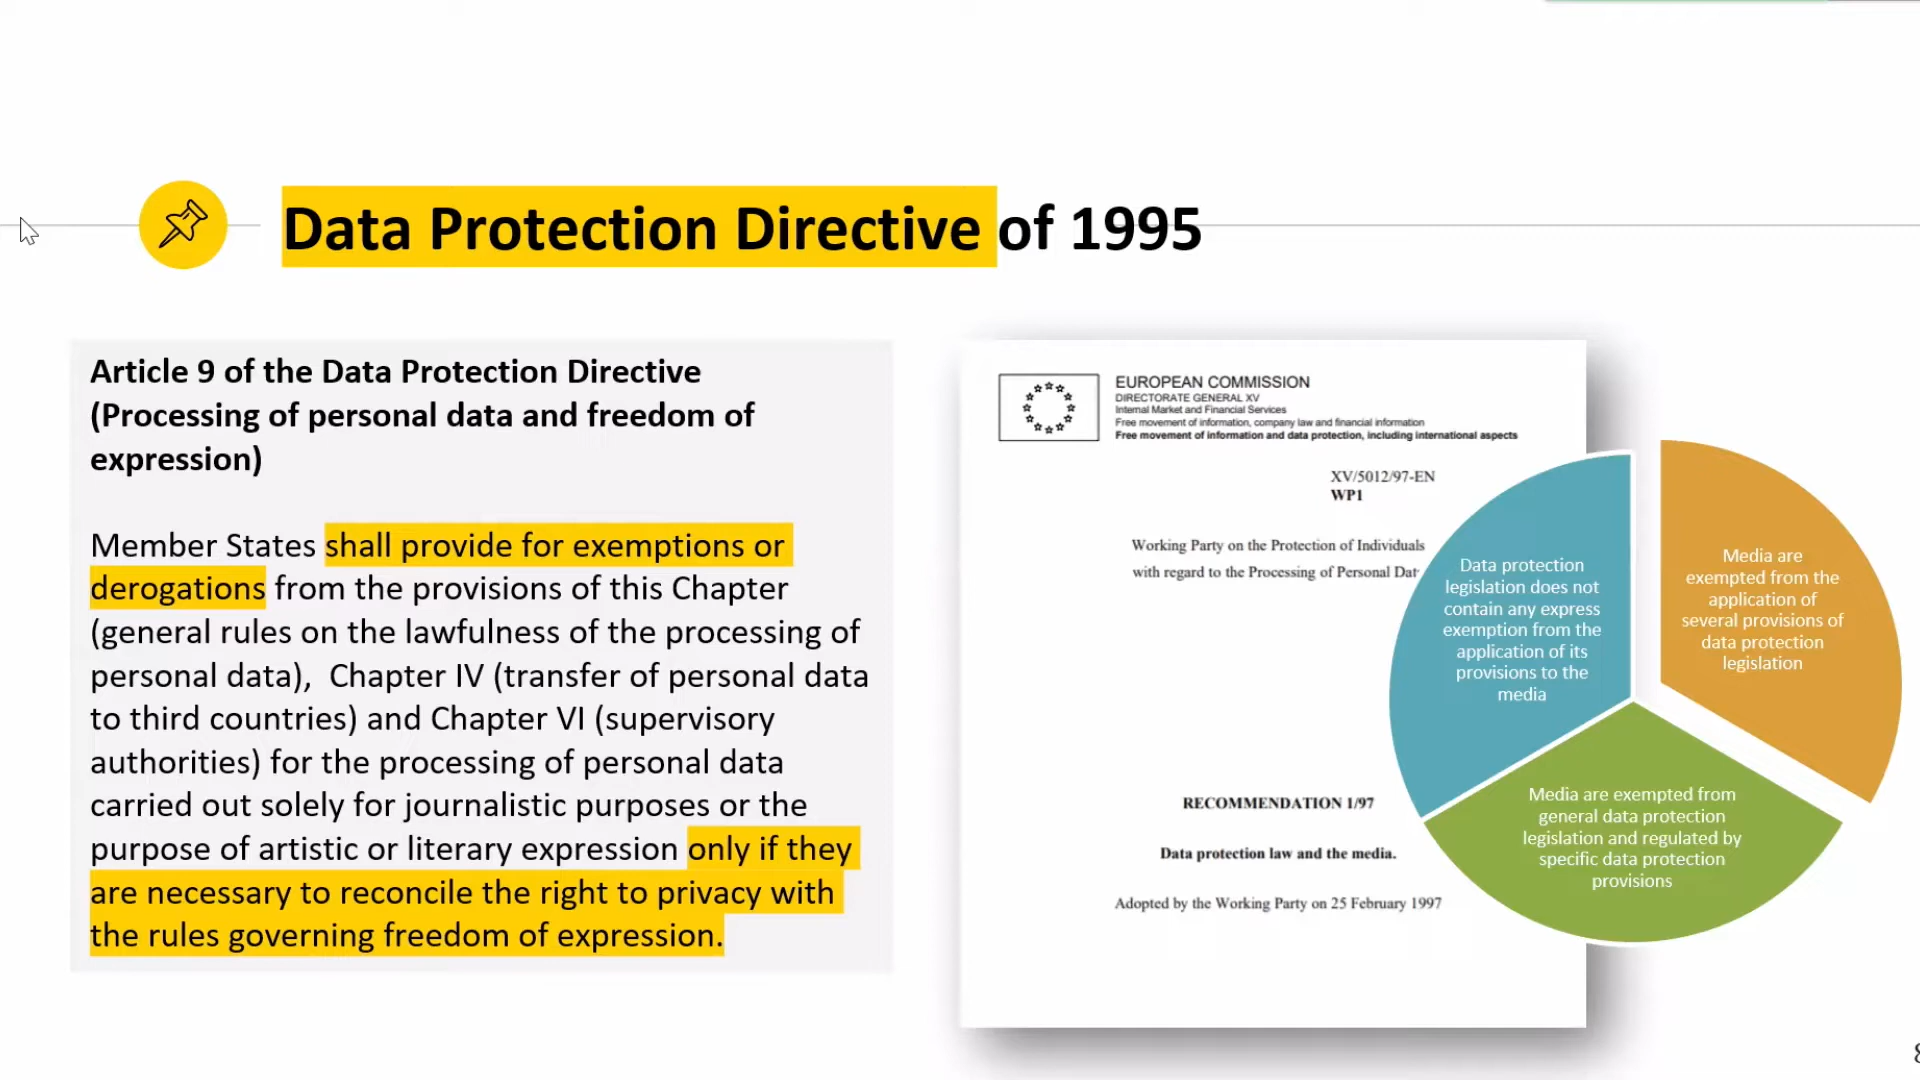 Data Protection Directive of 1995
Article 9 of the Data Protection Directive
(Processing of personal data and freedom of
expression)
Member States shall provide for exemptions or
derogations from the provisions of this Chapter
(general rules on the lawfulness of the processing of
personal data), Chapter IV (transfer of personal data
to third countries) and Chapter VI (supervisory
authorities) for the processing of personal data
carried out solely for journalistic purposes or the
purpose of artistic or literary expression only if they
are necessary to reconcile the right to privacy with
the rules governing freedom of expression.
EUROPEAN COMMISSION
DIRECTORATE GENERAL XV
Internal Market and Financial Services
Free movement of information, company law and financial information
Free movement of information and data protection, including international aspects
XV/5012/97-EN
WP1
Working Party on the Protection of Individuals
with regard to the Processing of Personal
RECOMMENDATION 1/97
Data protection law and the media.
Adopted by the Working Party on 25 February 1997
Data protection
legislation does not
contain any express
exemption from the
application of its
provisions to the
media
Media are
exempted from the
application of
several provisions of
data protection
legislation
Media are exempted from
general data protection
legislation and regulated by
specific data protection
provisions